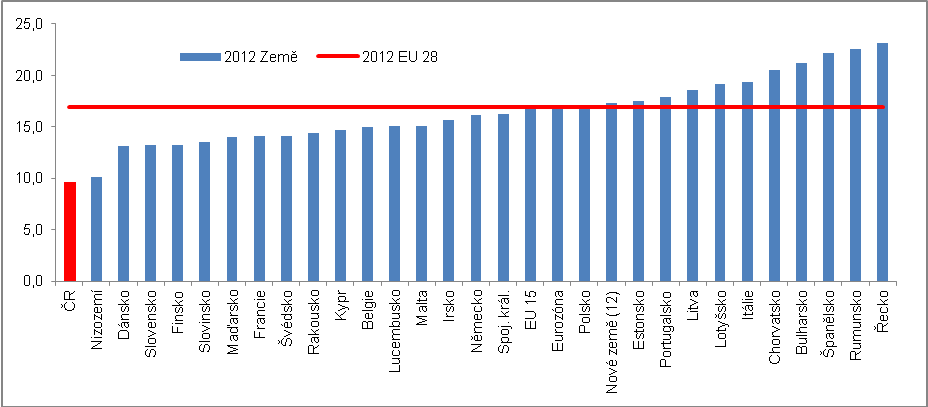 25,0
20,0
15,0
10,0
5,0
0,0
2012 Země
2012 EU 28
ČR
Nizozemí
Dánsko
Slovensko
Finsko
Slovinsko
Maďarsko
Francie
Švédsko
Rakousko
Kypr
Belgie
Lucembusko
Malta
Irsko
Německo
Spoj. král.
EU 15
Eurozóna
Polsko
Nové země (12)
Estonsko
Portugalsko
Litva
Lotyšsko
Itálie
Chorvatsko
Bulharsko
Španělsko
Rumunsko
Řecko